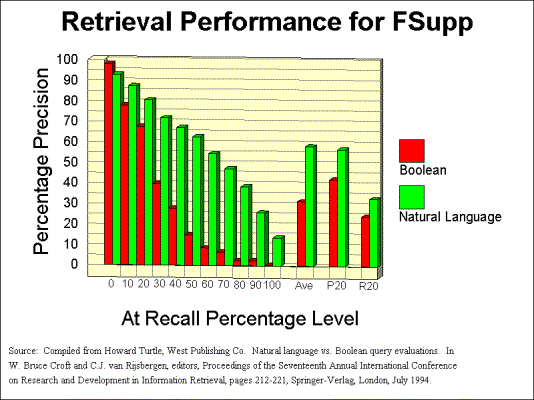 Retrieval Performance for FSupp
Percentage Precision
100
90
80
70
60
50
40
30
20
10
0
0 10 20 30 40 50 60 70 80 90 100 Ave P20 R20
At Recall Percentage Level
Boolean
Natural Language
Source: Compiled from Howard Turtle, West Publishing Co. Natural language vs. Boolean query evaluations. In
W. Bruce Croft and C.J. van Rijsbergen, editors, Proceedings of the Seventeenth Annual International Conference
on Research and Development in Information Retrieval, pages 212-221, Springer-Verlag, London, July 1994.